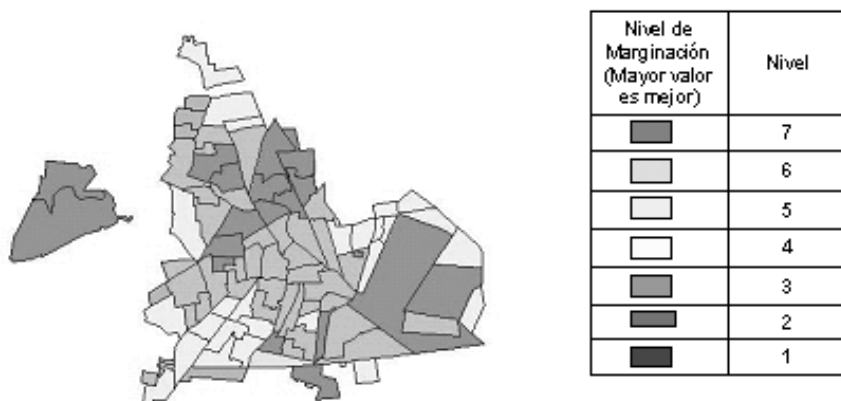 Nivel de
Marginación
(Mayor valor
es mejor)
Nivel
7
6
5
4
3
2
1